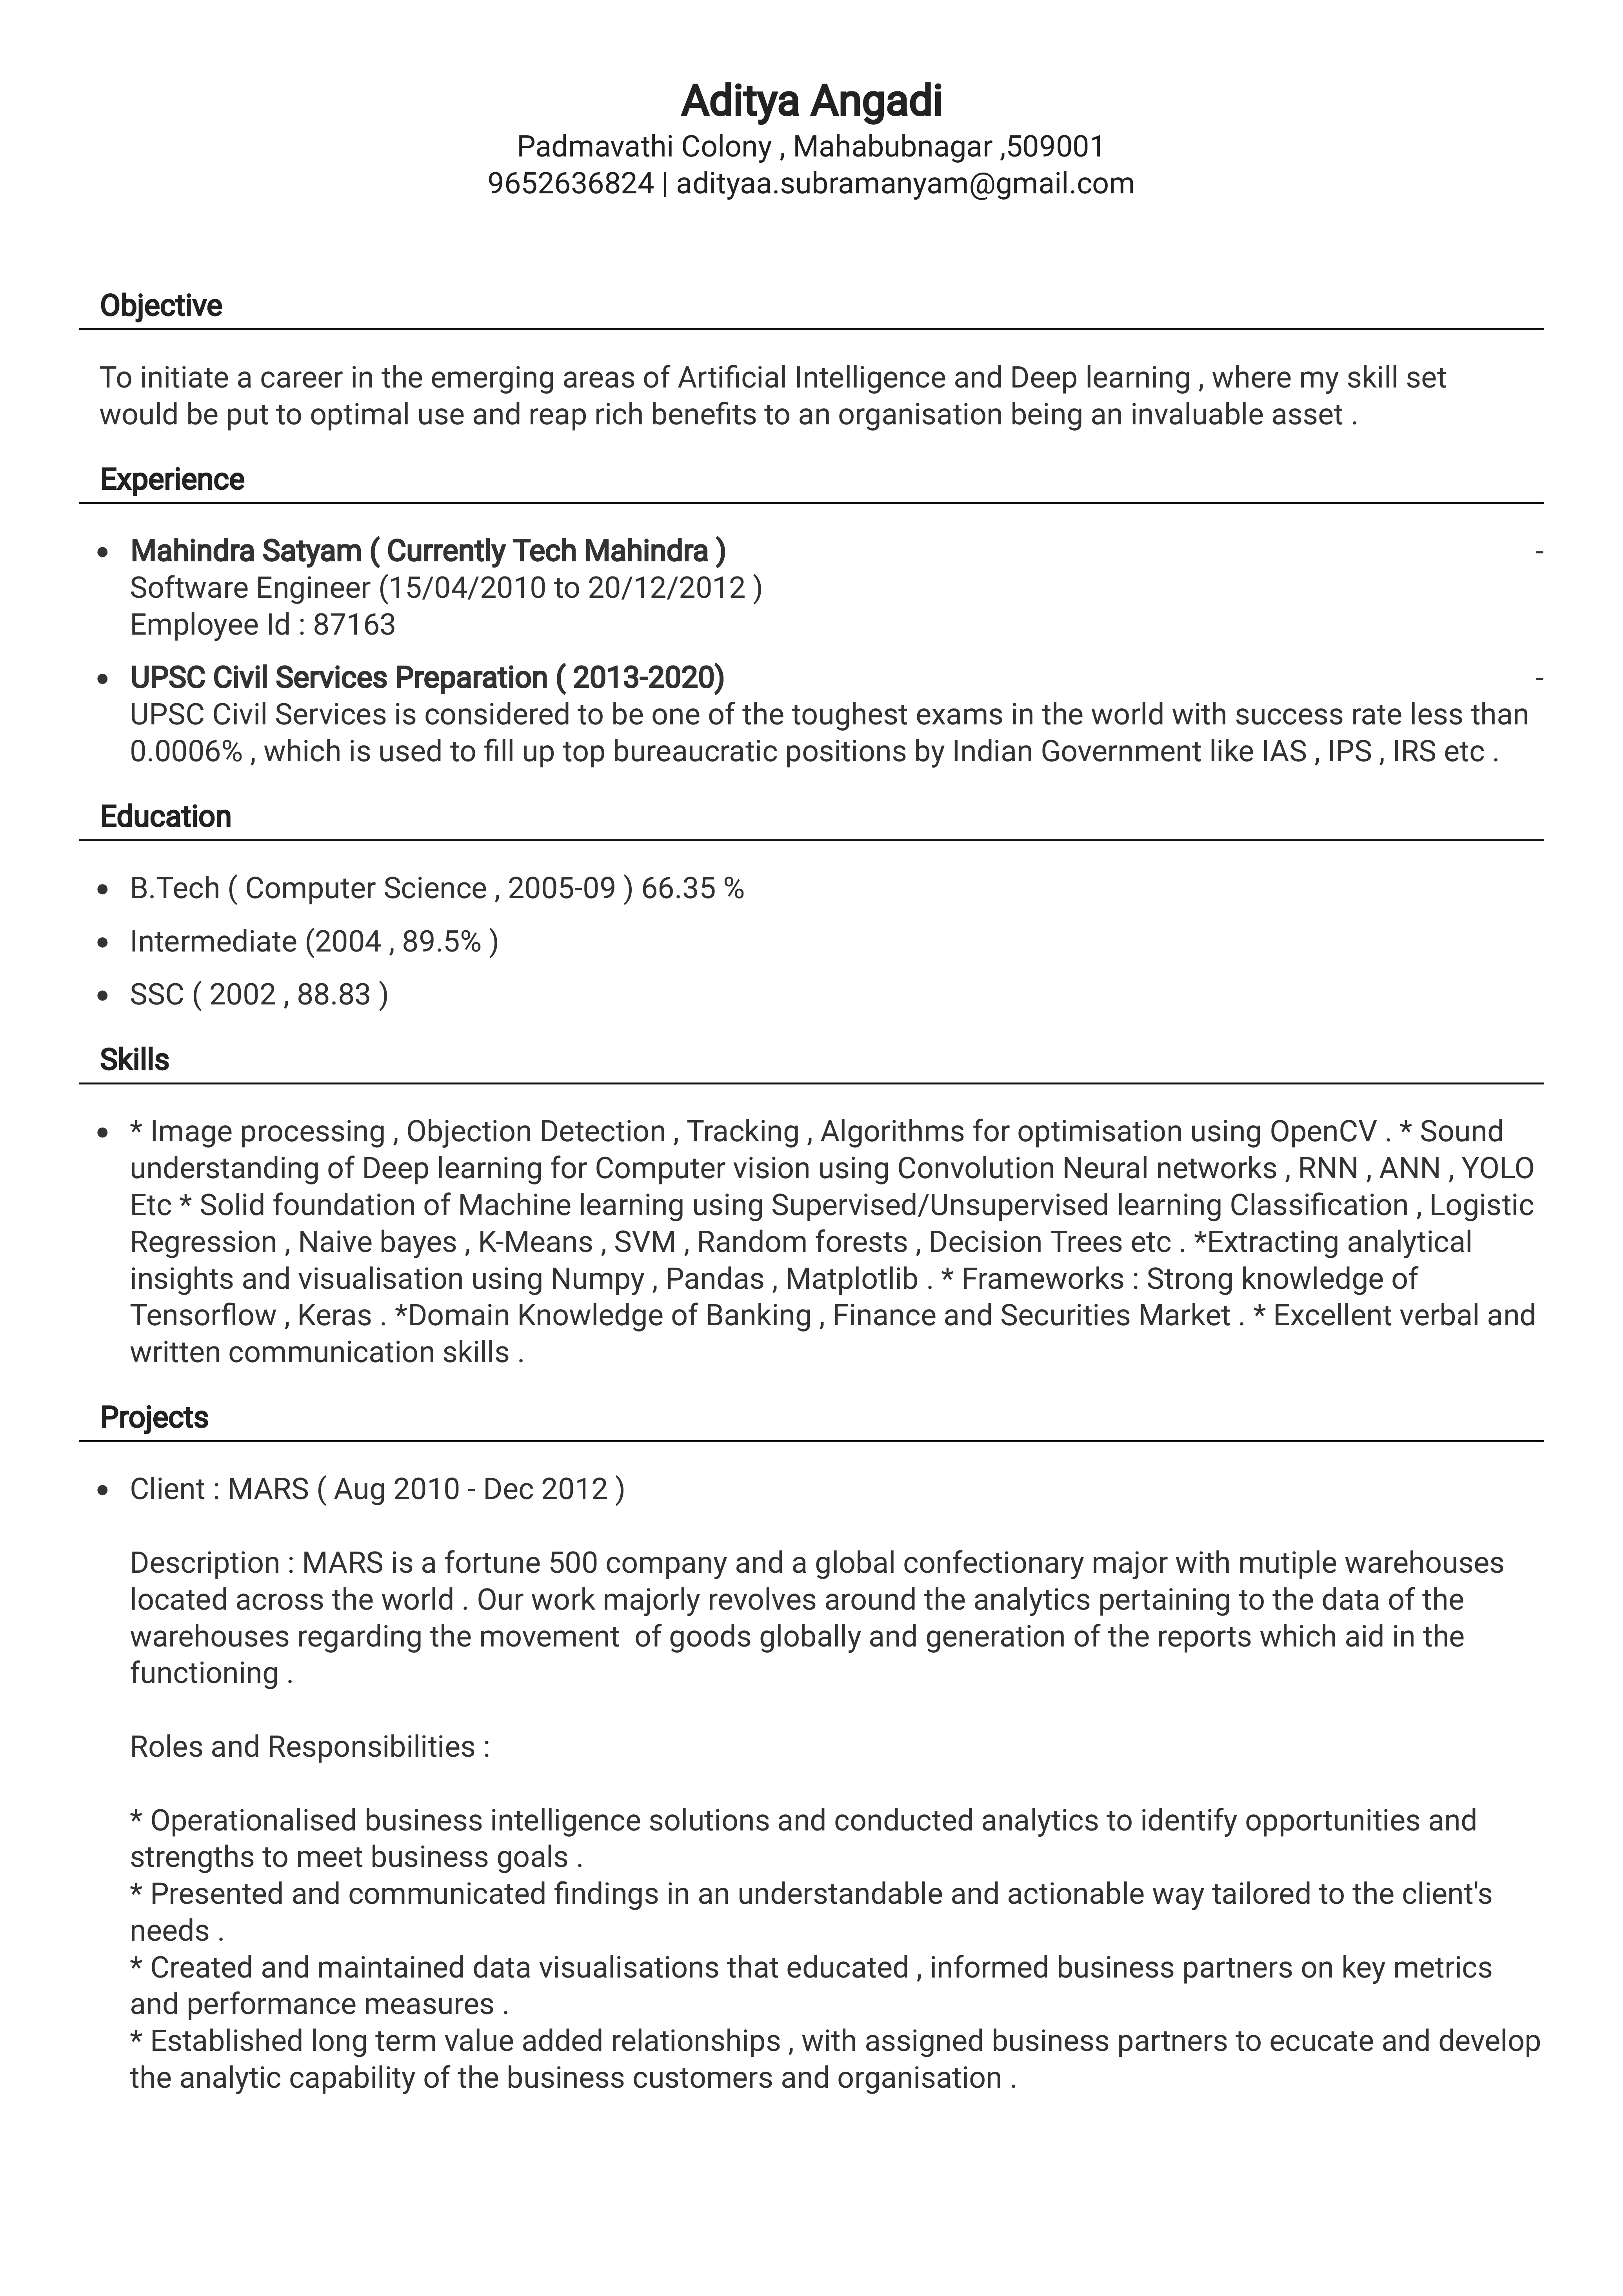 Aditya Angadi
Padmavathi Colony , Mahabubnagar ,509001
9652636824 | adityaa.subramanyam@gmail.com
Objective
To initiate a career in the emerging areas of Artificial Intelligence and Deep learning , where my skill set
would be put to optimal use and reap rich benefits to an organisation being an invaluable asset .
Experience
• Mahindra Satyam ( Currently Tech Mahindra ) -
Software Engineer (15/04/2010 to 20/12/2012 )
Employee Id : 87163
• UPSC Civil Services Preparation ( 2013-2020) -
UPSC Civil Services is considered to be one of the toughest exams in the world with success rate less than
0.0006% , which is used to fill up top bureaucratic positions by Indian Government like IAS , IPS , IRS etc .
Education
• B.Tech ( Computer Science , 2005-09 ) 66.35 %
• Intermediate (2004 , 89.5% )
• SSC ( 2002 , 88.83 )
Skills
• * Image processing , Objection Detection , Tracking , Algorithms for optimisation using OpenCV . * Sound
understanding of Deep learning for Computer vision using Convolution Neural networks , RNN , ANN , YOLO
Etc * Solid foundation of Machine learning using Supervised/Unsupervised learning Classification , Logistic
Regression , Naive bayes , K-Means , SVM , Random forests , Decision Trees etc . *Extracting analytical
insights and visualisation using Numpy , Pandas , Matplotlib . * Frameworks : Strong knowledge of
Tensorflow , Keras . *Domain Knowledge of Banking , Finance and Securities Market . * Excellent verbal and
written communication skills .
Projects
• Client : MARS ( Aug 2010 - Dec 2012 )
Description : MARS is a fortune 500 company and a global confectionary major with mutiple warehouses
located across the world . Our work majorly revolves around the analytics pertaining to the data of the
warehouses regarding the movement  of goods globally and generation of the reports which aid in the
functioning .
Roles and Responsibilities :
* Operationalised business intelligence solutions and conducted analytics to identify opportunities and
strengths to meet business goals .
* Presented and communicated findings in an understandable and actionable way tailored to the client's
needs .
* Created and maintained data visualisations that educated , informed business partners on key metrics
and performance measures .
* Established long term value added relationships , with assigned business partners to ecucate and develop
the analytic capability of the business customers and organisation .